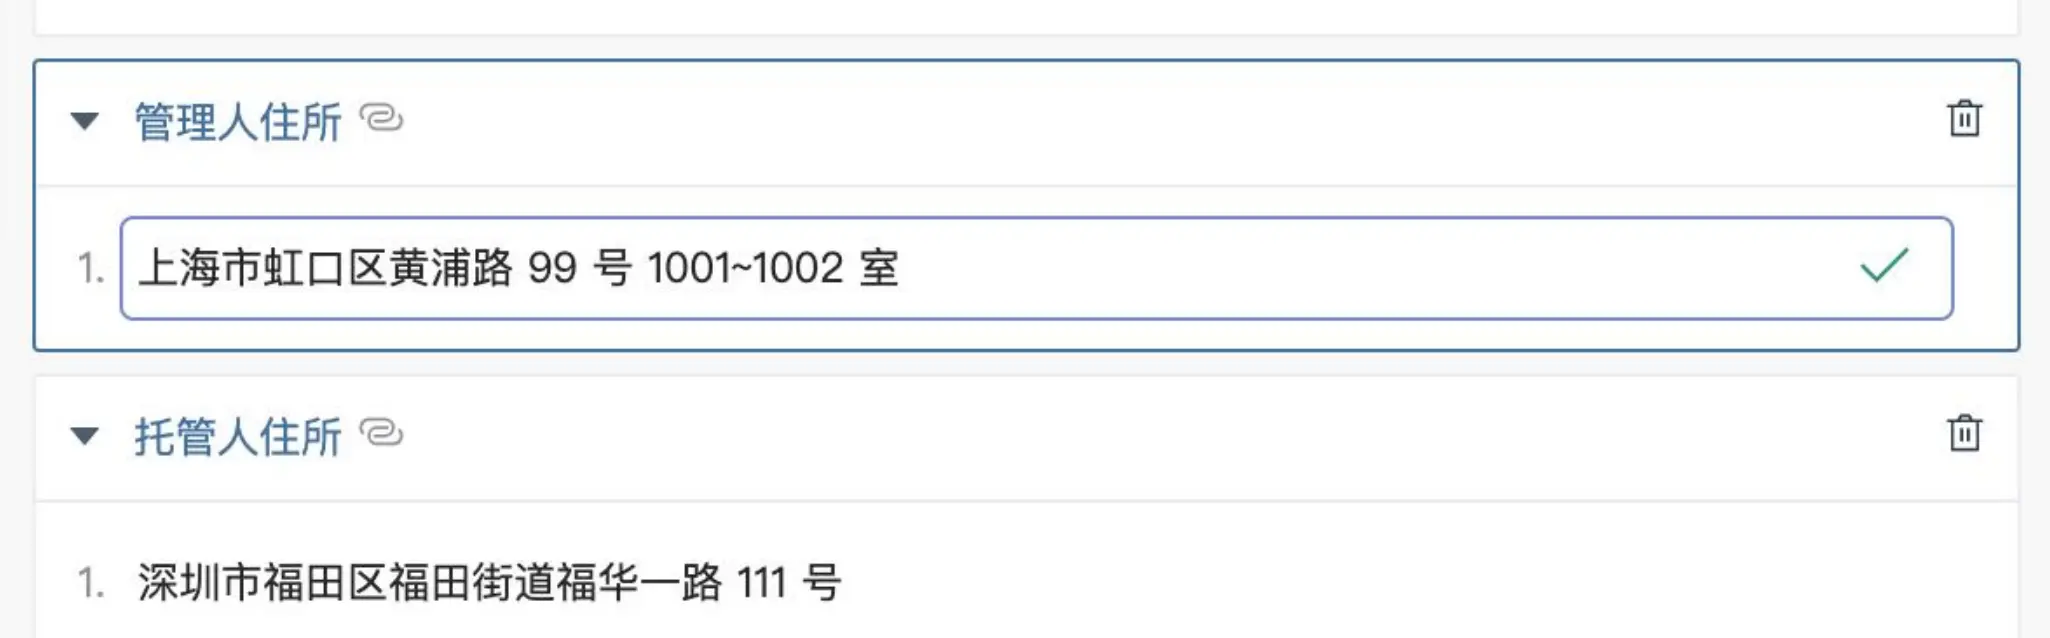 管理人住所
1. 上海市虹口区黄浦路 99 号 1001~1002 室
托管人住所
1. 深圳市福田区福田街道福华一路 111 号